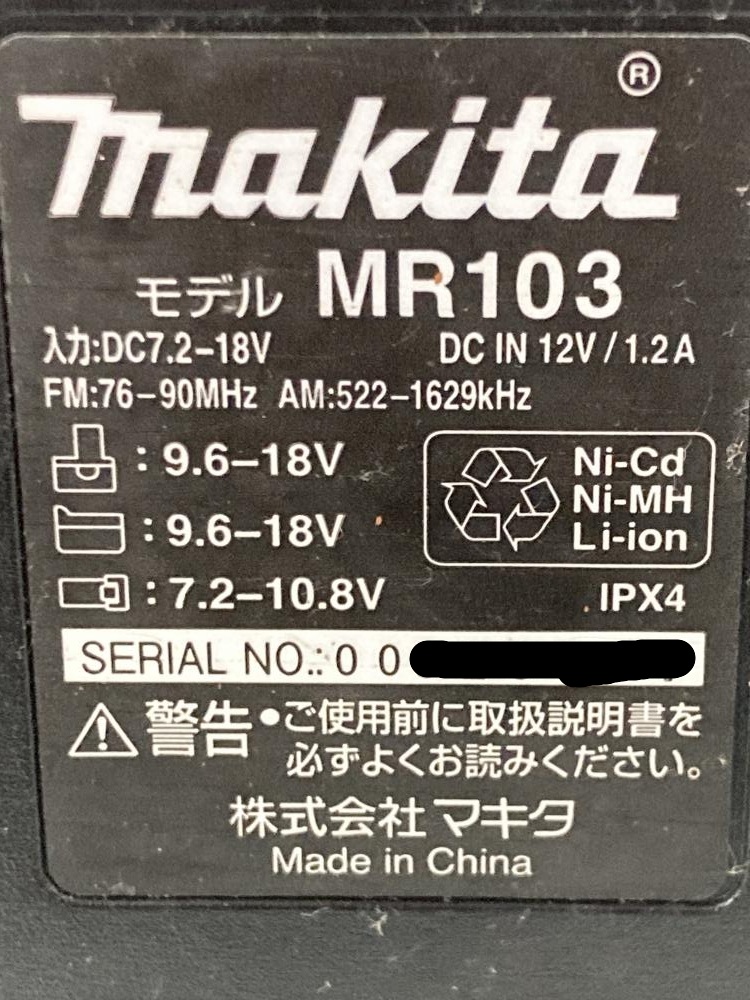 makita®
モデル MR103
入力:DC7.2–18V DC IN 12V / 1.2A
FM:76–90MHz AM:522–1629kHz
: 9.6–18V
Ni-Cd
Ni-MH
: 9.6–18V
Li-ion
: 7.2–10.8V
IPX4
SERIAL NO.: 0 0
警告 •ご使用前に取扱説明書を
必ずよくお読みください。
株式会社 マキタ
Made in China